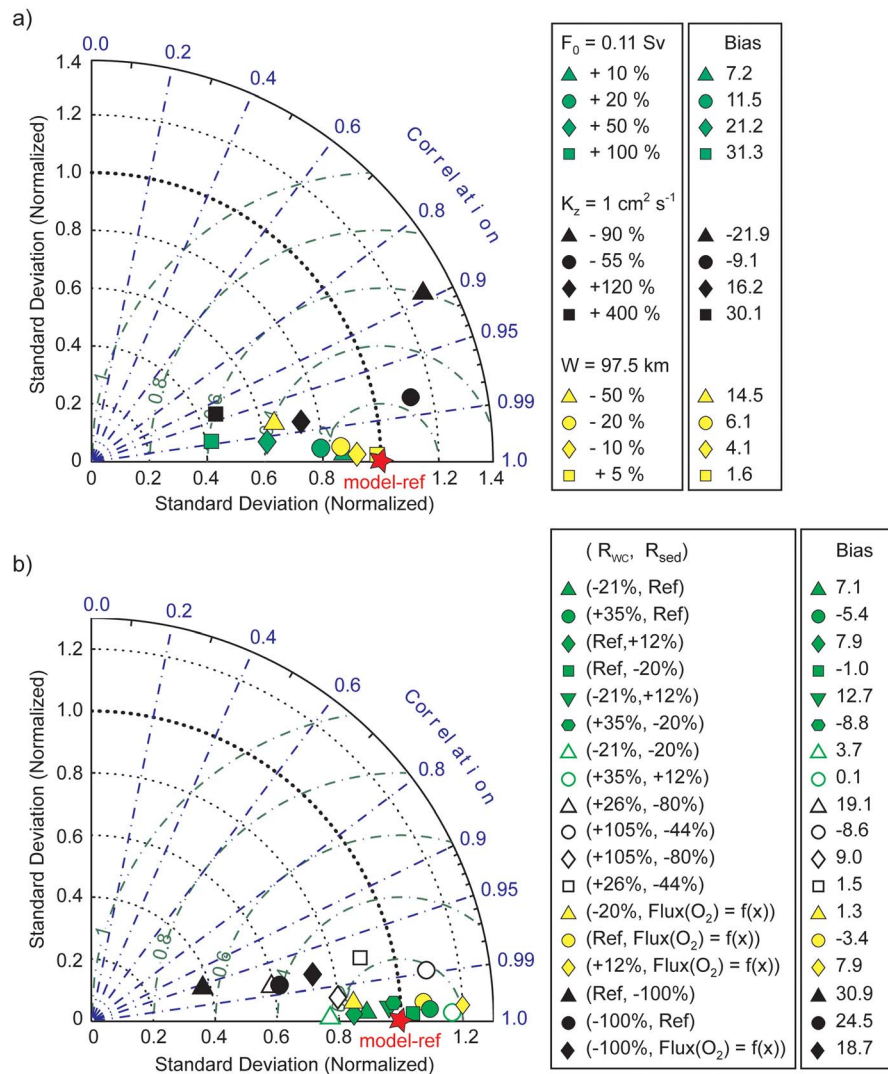 a)
0.0
0.2
0.4
0.6
0.8
0.9
0.95
0.99
1.0
Correlation
1.4
1.2
1.0
0.8
0.6
0.4
0.2
0
Standard Deviation (Normalized)
1
0.8
0.6
0 0.2 0.4 0.6 0.8 1.0 1.2 1.4
model-ref
Standard Deviation (Normalized)
F0 = 0.11 Sv Bias
+ 10 % 7.2
+ 20 % 11.5
+ 50 % 21.2
+ 100 % 31.3
Kz = 1 cm² s⁻¹
- 90 % -21.9
- 55 % -9.1
+120 % 16.2
+ 400 % 30.1
W = 97.5 km
- 50 % 14.5
- 20 % 6.1
- 10 % 4.1
+ 5 % 1.6
b)
0.0
0.2
0.4
0.6
0.8
0.9
0.95
0.99
1.0
Correlation
1.2
1.0
0.8
0.6
0.4
0.2
0
Standard Deviation (Normalized)
1
0.8
0.6
0 0.2 0.4 0.6 0.8 1.0 1.2
model-ref
Standard Deviation (Normalized)
( RWC, Rsed) Bias
(-21%, Ref) 7.1
(+35%, Ref) -5.4
(Ref,+12%) 7.9
(Ref, -20%) -1.0
(-21%,+12%) 12.7
(+35%, -20%) -8.8
(-21%, -20%) 3.7
(+35%, +12%) 0.1
(+26%, -80%) 19.1
(+105%, -44%) -8.6
(+105%, -80%) 9.0
(+26%, -44%) 1.5
(-20%, Flux(O₂) = f(x)) 1.3
(Ref, Flux(O₂) = f(x)) -3.4
(+12%, Flux(O₂) = f(x)) 7.9
(Ref, -100%) 30.9
(-100%, Ref) 24.5
(-100%, Flux(O₂) = f(x)) 18.7